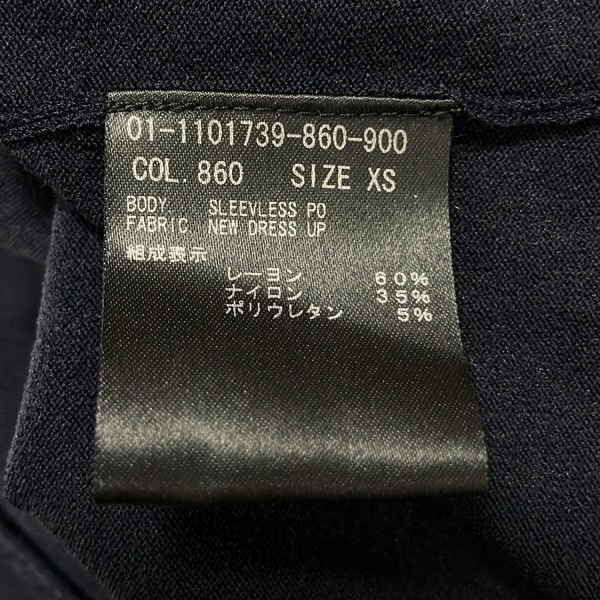 01-1101739-860-900
COL. 860 SIZE XS
BODY SLEEVLESS PO
FABRIC NEW DRESS UP
組成表示
レーヨン 60%
ナイロン 35%
ポリウレタン 5%